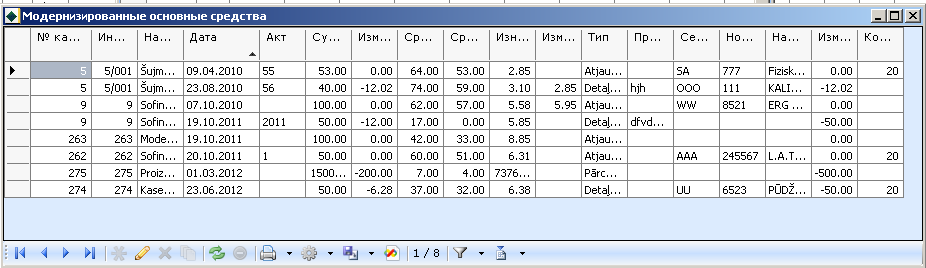 Модернизированные основные средства
№ ка... Ин... На... Дата Акт Су... Изм... Ср... Ср... Изн... Изм... Тип Пр... Се... Но... На... Изм... Ко...
5 5/001 Šujm... 09.04.2010 55 53.00 0.00 64.00 53.00 2.85 Atjau... SA 777 Fizisk... 0.00 20
5 5/001 Šujm... 23.08.2010 56 40.00 -12.02 74.00 59.00 3.10 2.85 Detaļ... hjh OOO 111 KALI... -12.02
9 9 Sofin... 07.10.2010 100.00 0.00 62.00 57.00 5.58 5.95 Atjau... WW 8521 ERG ... 0.00
9 9 Sofin... 19.10.2011 2011 50.00 -12.00 17.00 0.00 5.85 Detaļ... dfvd... -50.00
263 263 Mode... 19.10.2011 100.00 0.00 42.00 33.00 8.85 Atjau... 0.00
262 262 Sofin... 20.10.2011 1 50.00 0.00 60.00 51.00 6.31 Atjau... AAA 245567 L.A.T... 0.00 20
275 275 Proiz... 01.03.2012 1500... -200.00 7.00 4.00 7376... Pārc... -500.00
274 274 Kase... 23.06.2012 50.00 -6.28 37.00 32.00 6.38 Detaļ... UU 6523 PŪDŽ... -50.00 20
1 / 8